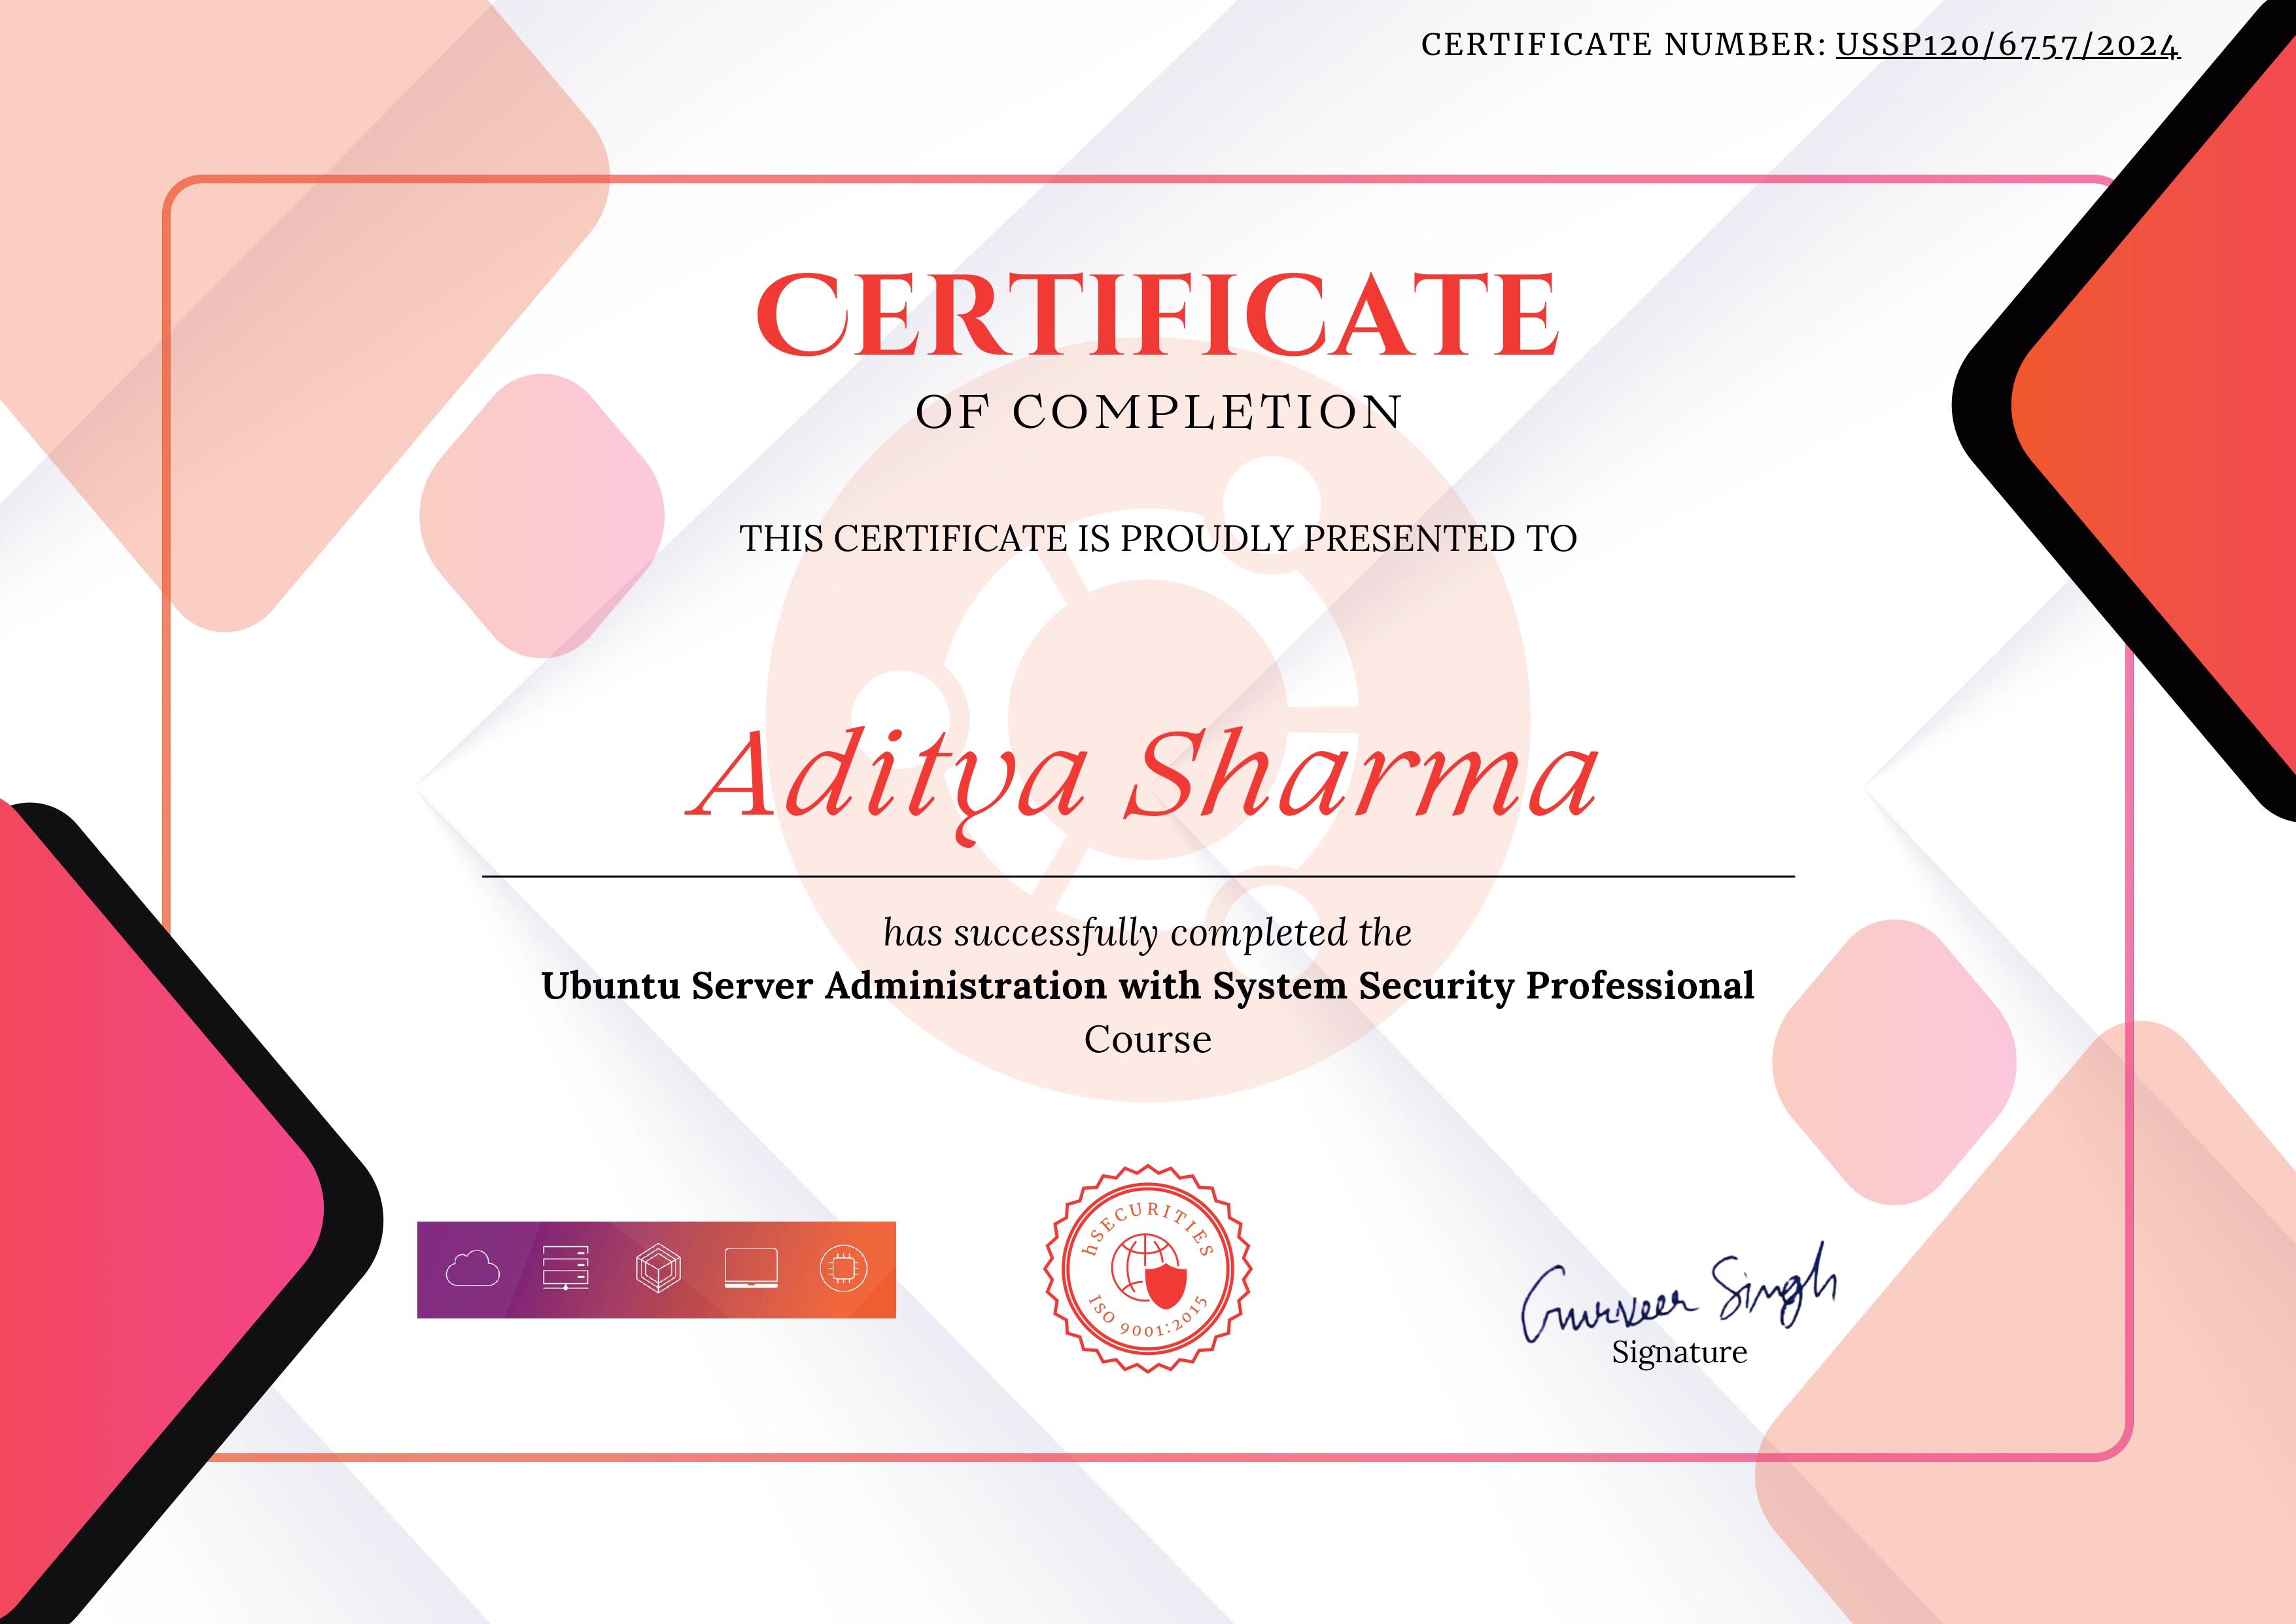 CERTIFICATE NUMBER: USSP120/6757/2024
CERTIFICATE
OF COMPLETION
THIS CERTIFICATE IS PROUDLY PRESENTED TO
Aditya Sharma
has successfully completed the
Ubuntu Server Administration with System Security Professional
Course
hSECURITIES
ISO 9001:2015
Gurveer Singh
Signature